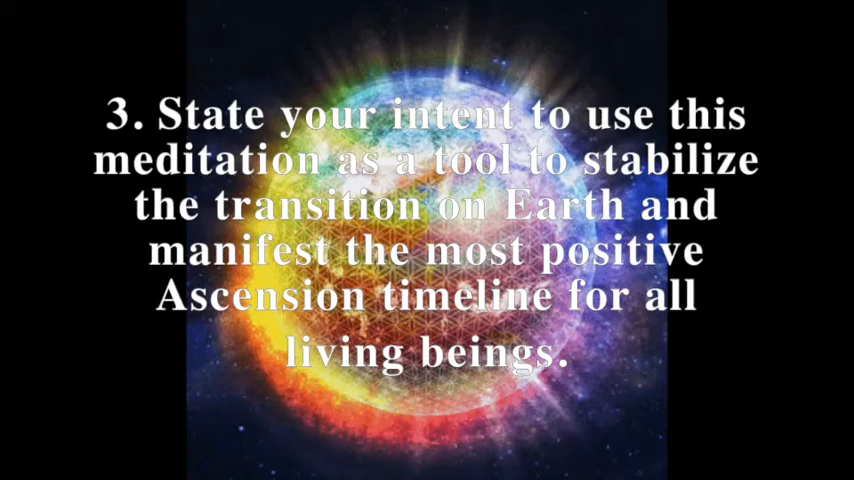 3. State your intent to use this
meditation as a tool to stabilize
the transition on Earth and
manifest the most positive
Ascension timeline for all
living beings.